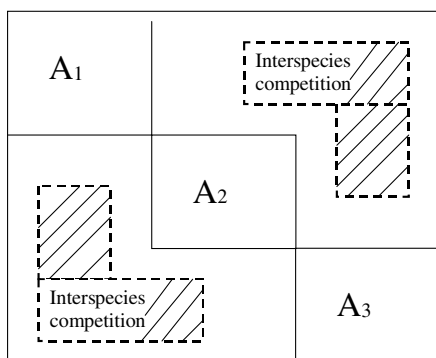 A1
Interspecies
competition
A2
Interspecies
competition
A3